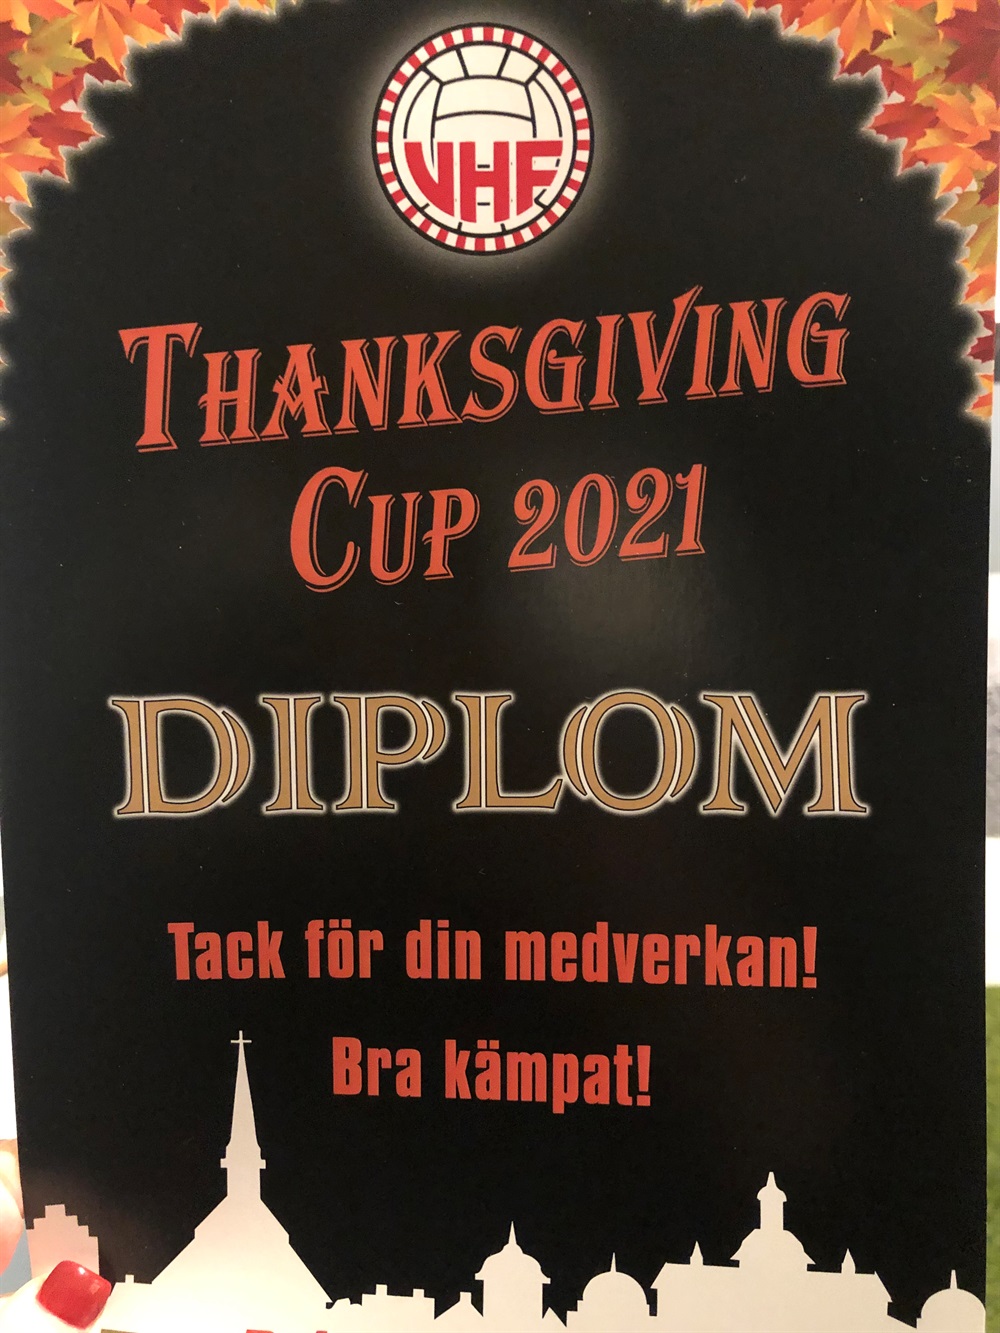 VHF
THANKSGIVING
CUP 2021
DIPLOM
Tack för din medverkan!
Bra kämpat!